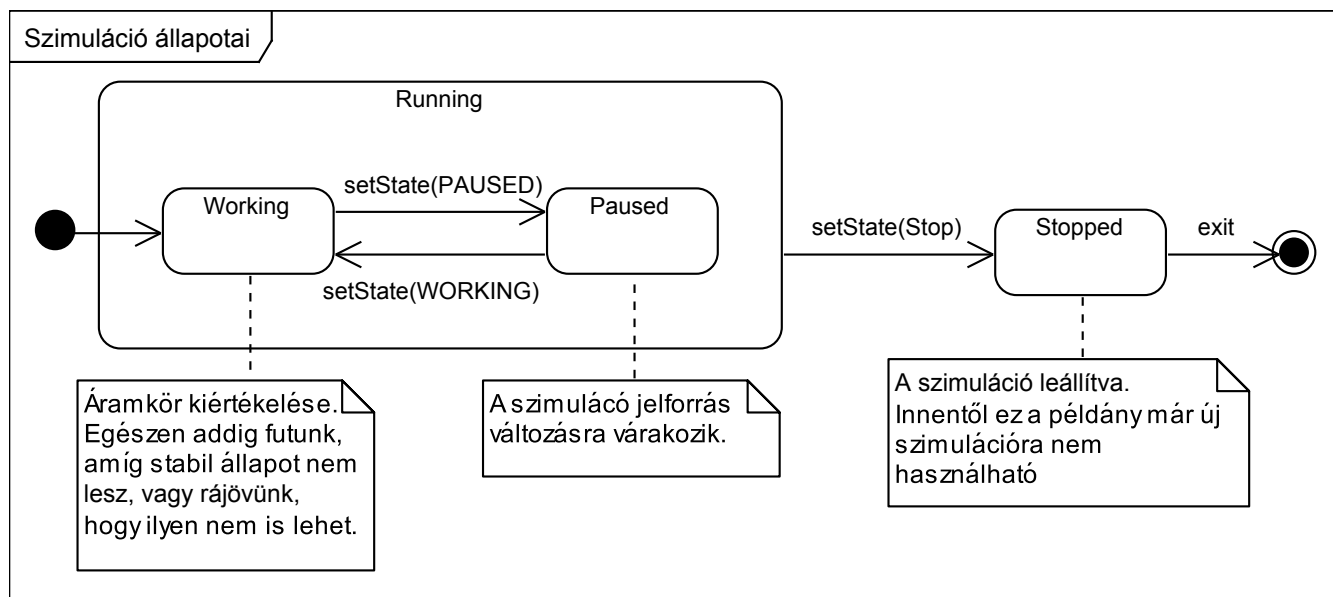 Szimuláció állapotai
Running
setState(PAUSED)
Working
Paused
setState(WORKING)
setState(Stop)
Stopped
exit
Áramkör kiértékelése.
Egészen addig futunk,
amíg stabil állapot nem
lesz, vagy rájövünk,
hogy ilyen nem is lehet.
A szimulácó jelforrás
változásra várakozik.
A szimuláció leállítva.
Innentől ez a példány már új
szimulációra nem
használható